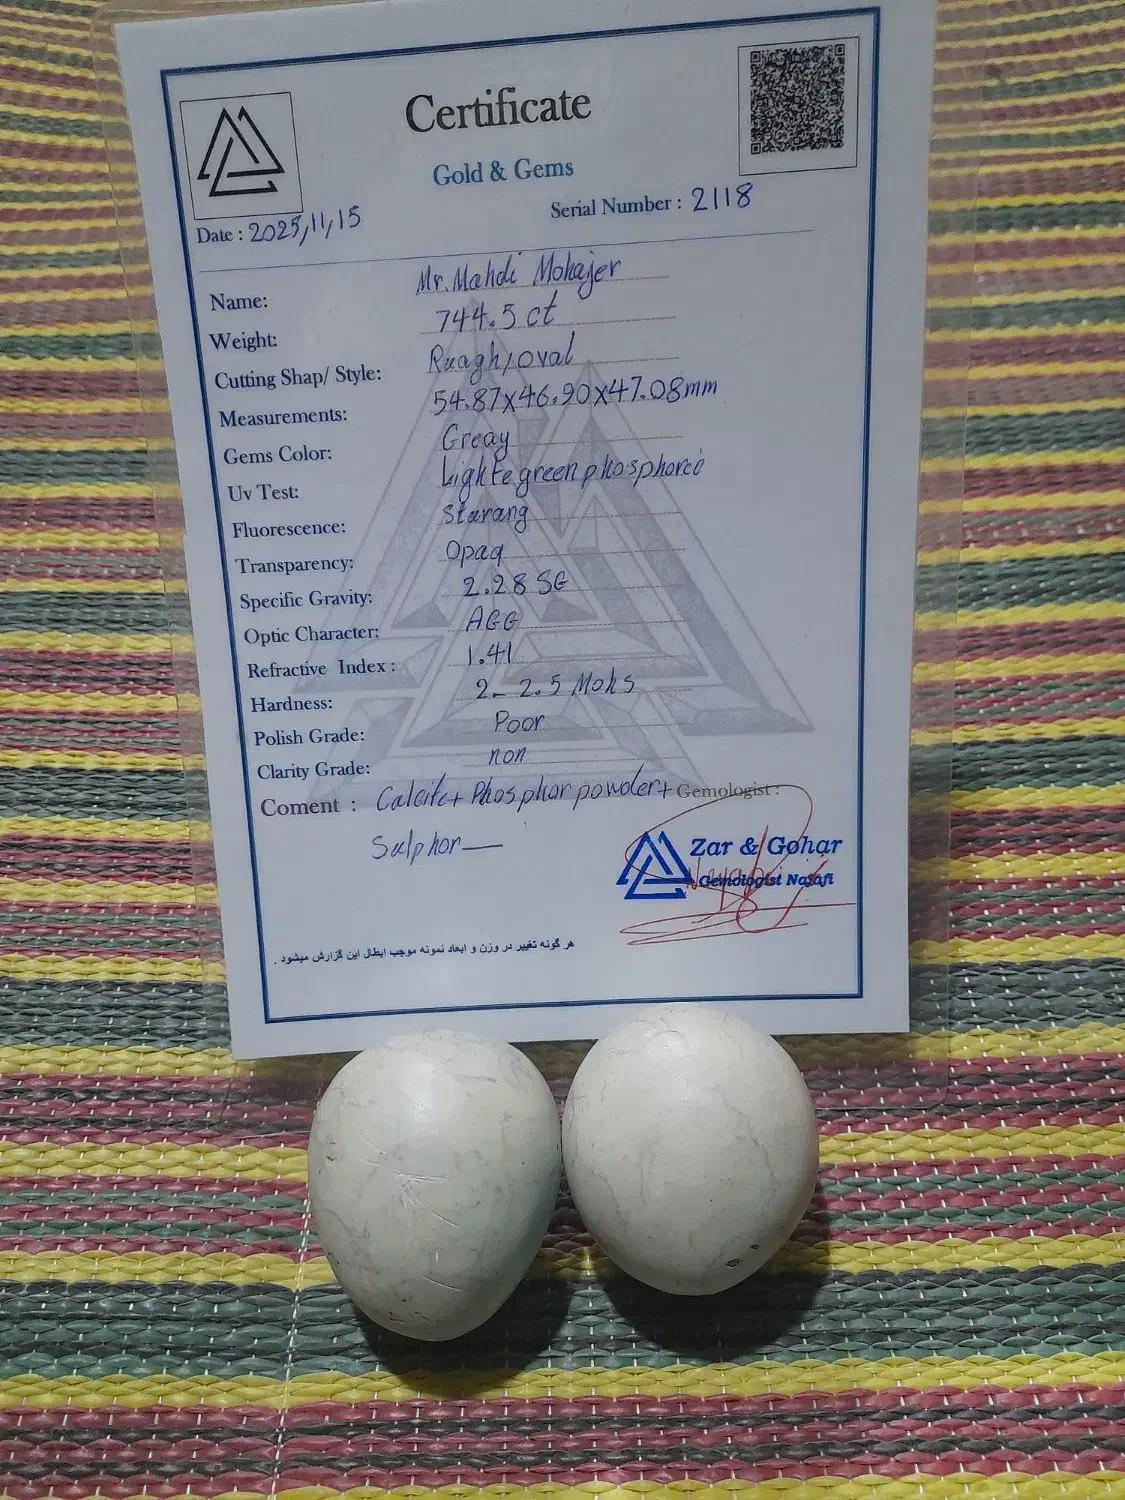 Certificate
Gold & Gems
Date : 2025,11,15
Serial Number : 2118
Name: Mr. Mahdi Mohajer
Weight: 744.5 ct
Cutting Shap/ Style: Ruagh/oval
Measurements: 54.87x46.90x47.08mm
Gems Color: Greay
Uv Test: Lighte green phosphorei
Fluorescence: Starang
Transparency: Opaq
Specific Gravity: 2.28 SG
Optic Character: AGG
Refractive Index : 1.41
Hardness: 2_ 2.5 Mohs
Polish Grade: Poor
Clarity Grade: non
Coment : Calcite+ Phosphor powder+ Gemologist :
Sulphor—
Zar & Gohar
Gemologist Najafi
هر گونه تغییر در وزن و ابعاد نمونه موجب ابطال این گزارش میشود .